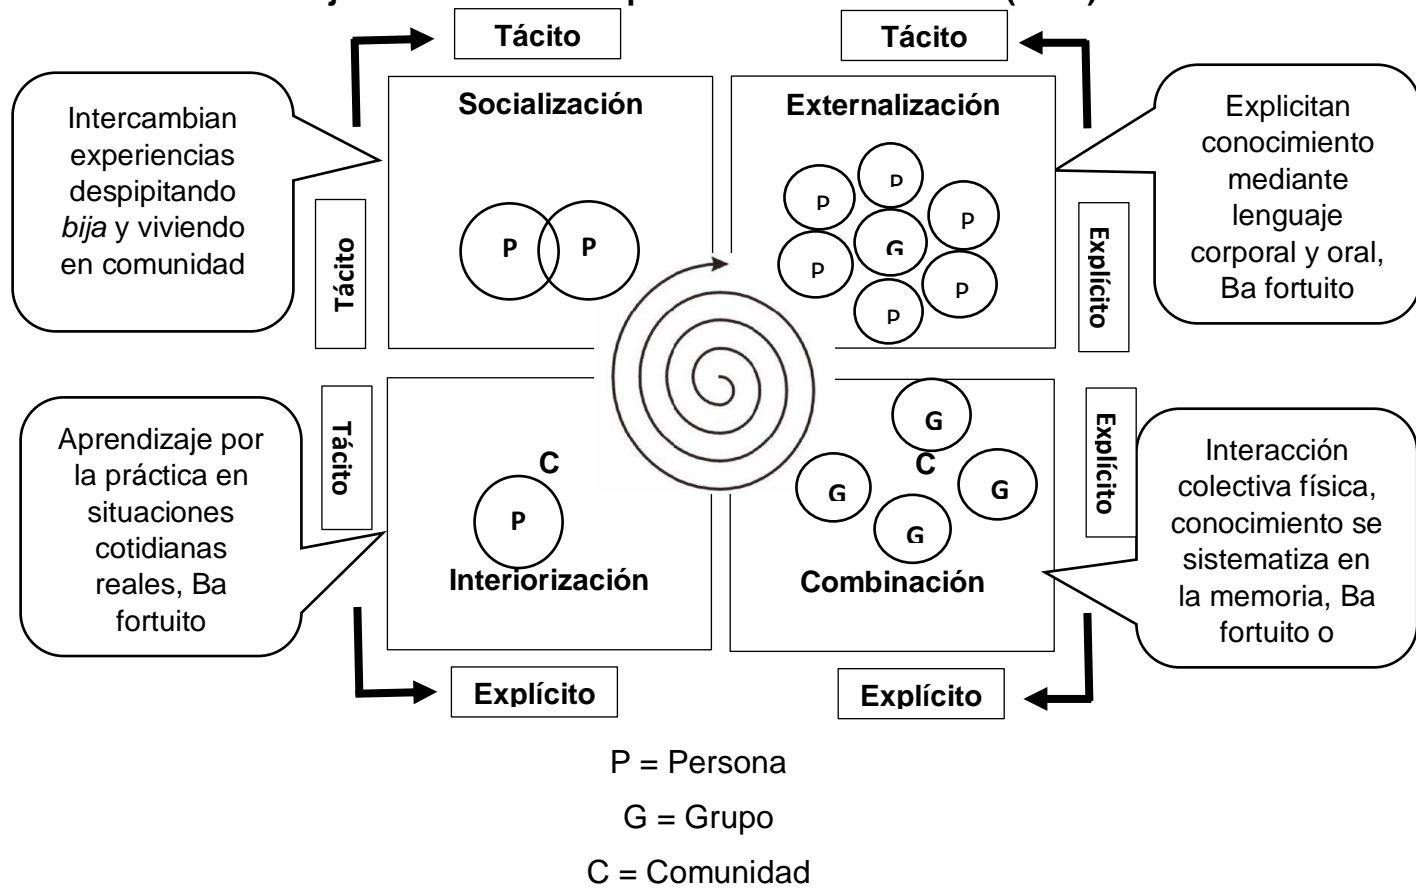 Tácito
Tácito
Socialización
Externalización
Intercambian
experiencias
despipitando
bija y viviendo
en comunidad
Explicitan
conocimiento
mediante
lenguaje
corporal y oral,
Ba fortuito
Tácito
Explícito
P
P
P
P
P
P
G
P
P
P
Tácito
Explícito
Aprendizaje por
la práctica en
situaciones
cotidianas
reales, Ba
fortuito
C
P
Interiorización
G
C
G
G
G
Combinación
Interacción
colectiva física,
conocimiento se
sistematiza en
la memoria, Ba
fortuito o
Explícito
Explícito
P = Persona
G = Grupo
C = Comunidad